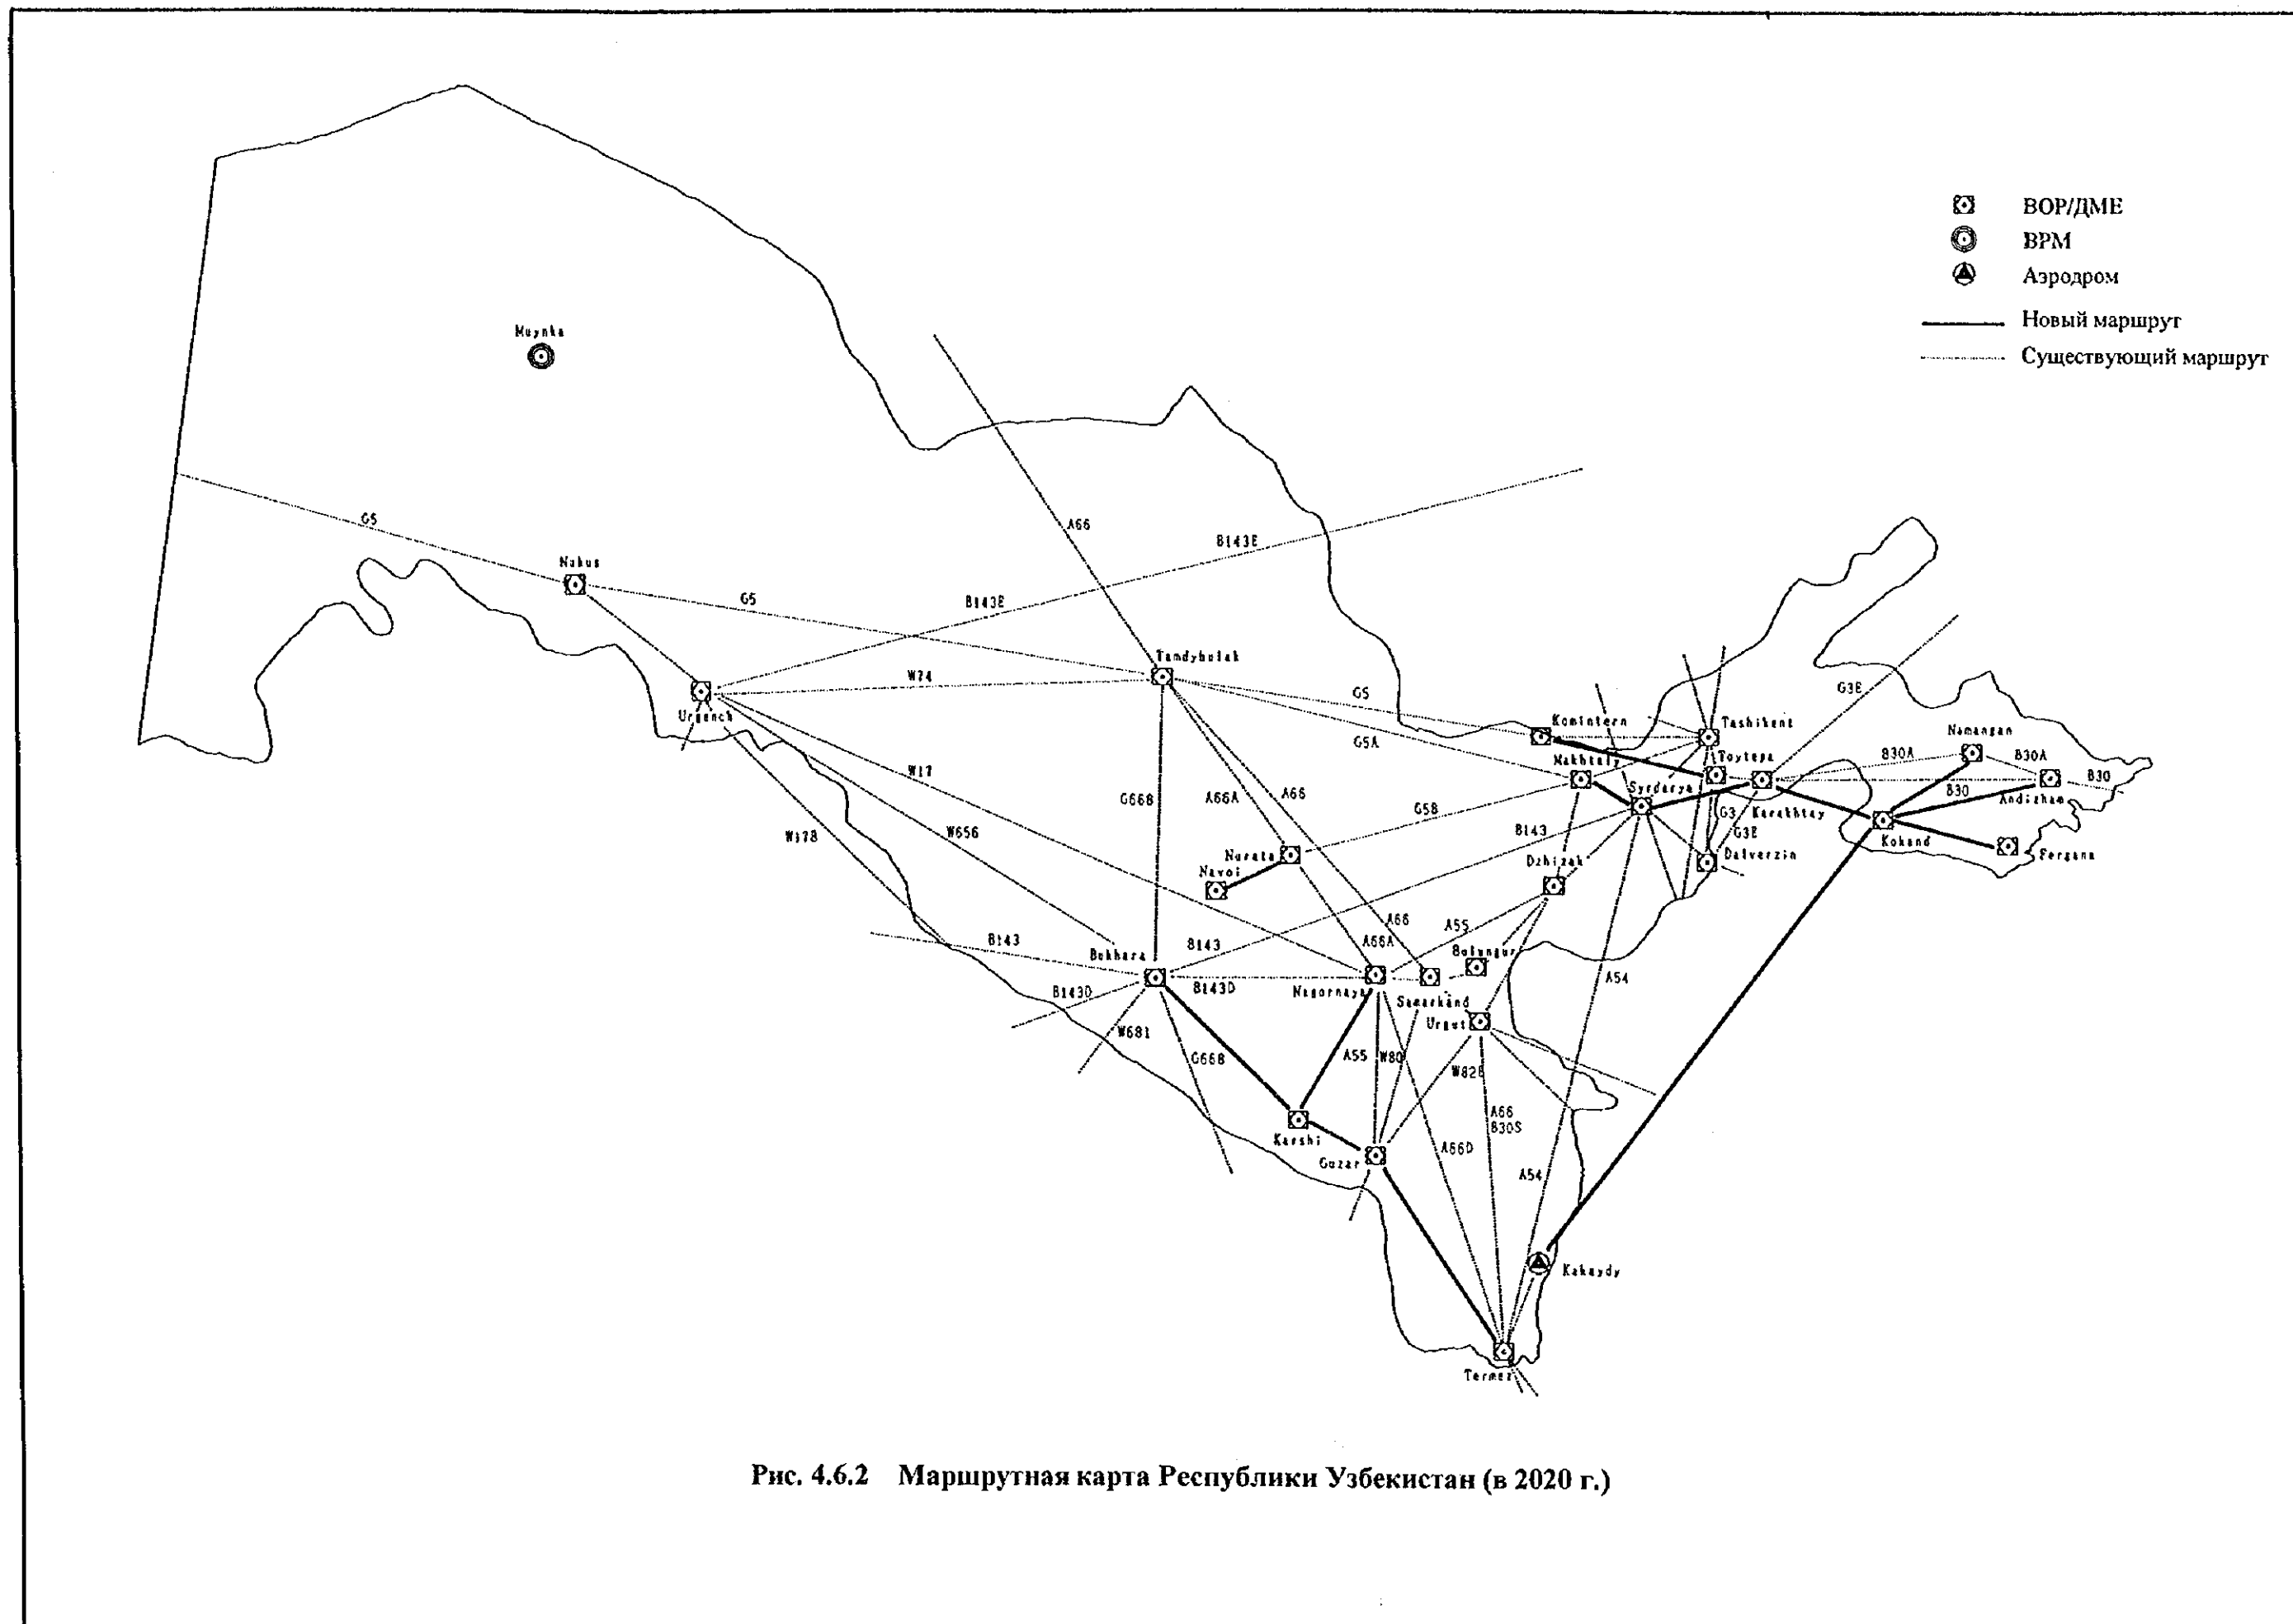 ВОР/ДМЕ
ВРМ
Аэродром
Новый маршрут
Существующий маршрут
Muynka
G5
A66
B143E
Nukus
G5
B143E
Tamdybulak
W74
Urgench
G5
G3E
Komintern
Tashikent
Namangan
G5A
Makhtaly
Toytepa
B30A
B30A
B30
W17
G668
A66A
A66
Syrdarya
B30
Andizhan
G58
G3
Karakhtay
W178
W656
B143
G3E
Kokand
Nurata
Dzhizak
Dalverzin
Fergana
Navoi
A66
A55
B143
B143
A66A
Bulungur
Bukhara
A54
B143D
B143D
Nagornaya
Samarkand
Urgut
W681
G668
A55
W80
W828
A66
B30S
Karshi
A66D
Guzar
A54
Kakaydy
Termez
Рис. 4.6.2 Маршрутная карта Республики Узбекистан (в 2020 г.)